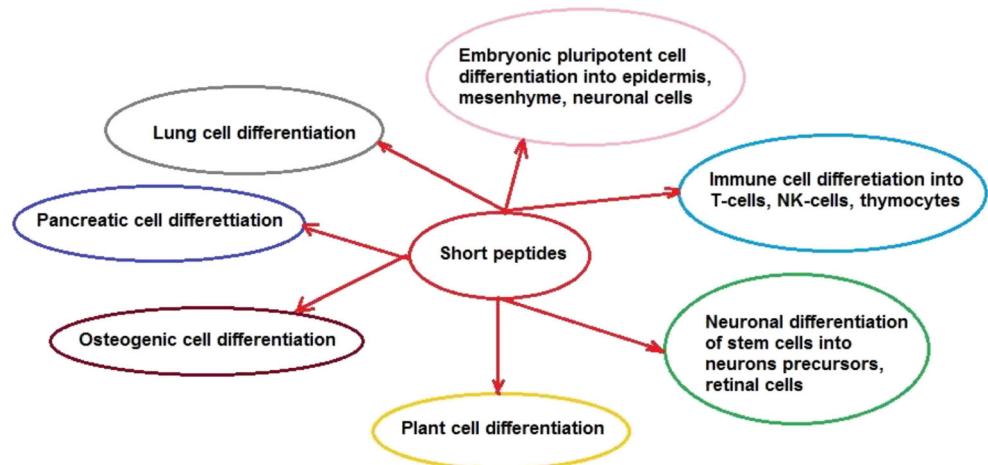 Embryonic pluripotent cell
differentiation into epidermis,
mesenhyme, neuronal cells
Lung cell differentiation
Immune cell differetiation into
T-cells, NK-cells, thymocytes
Pancreatic cell differettiation
Short peptides
Osteogenic cell differentiation
Neuronal differentiation
of stem cells into
neurons precursors,
retinal cells
Plant cell differentiation